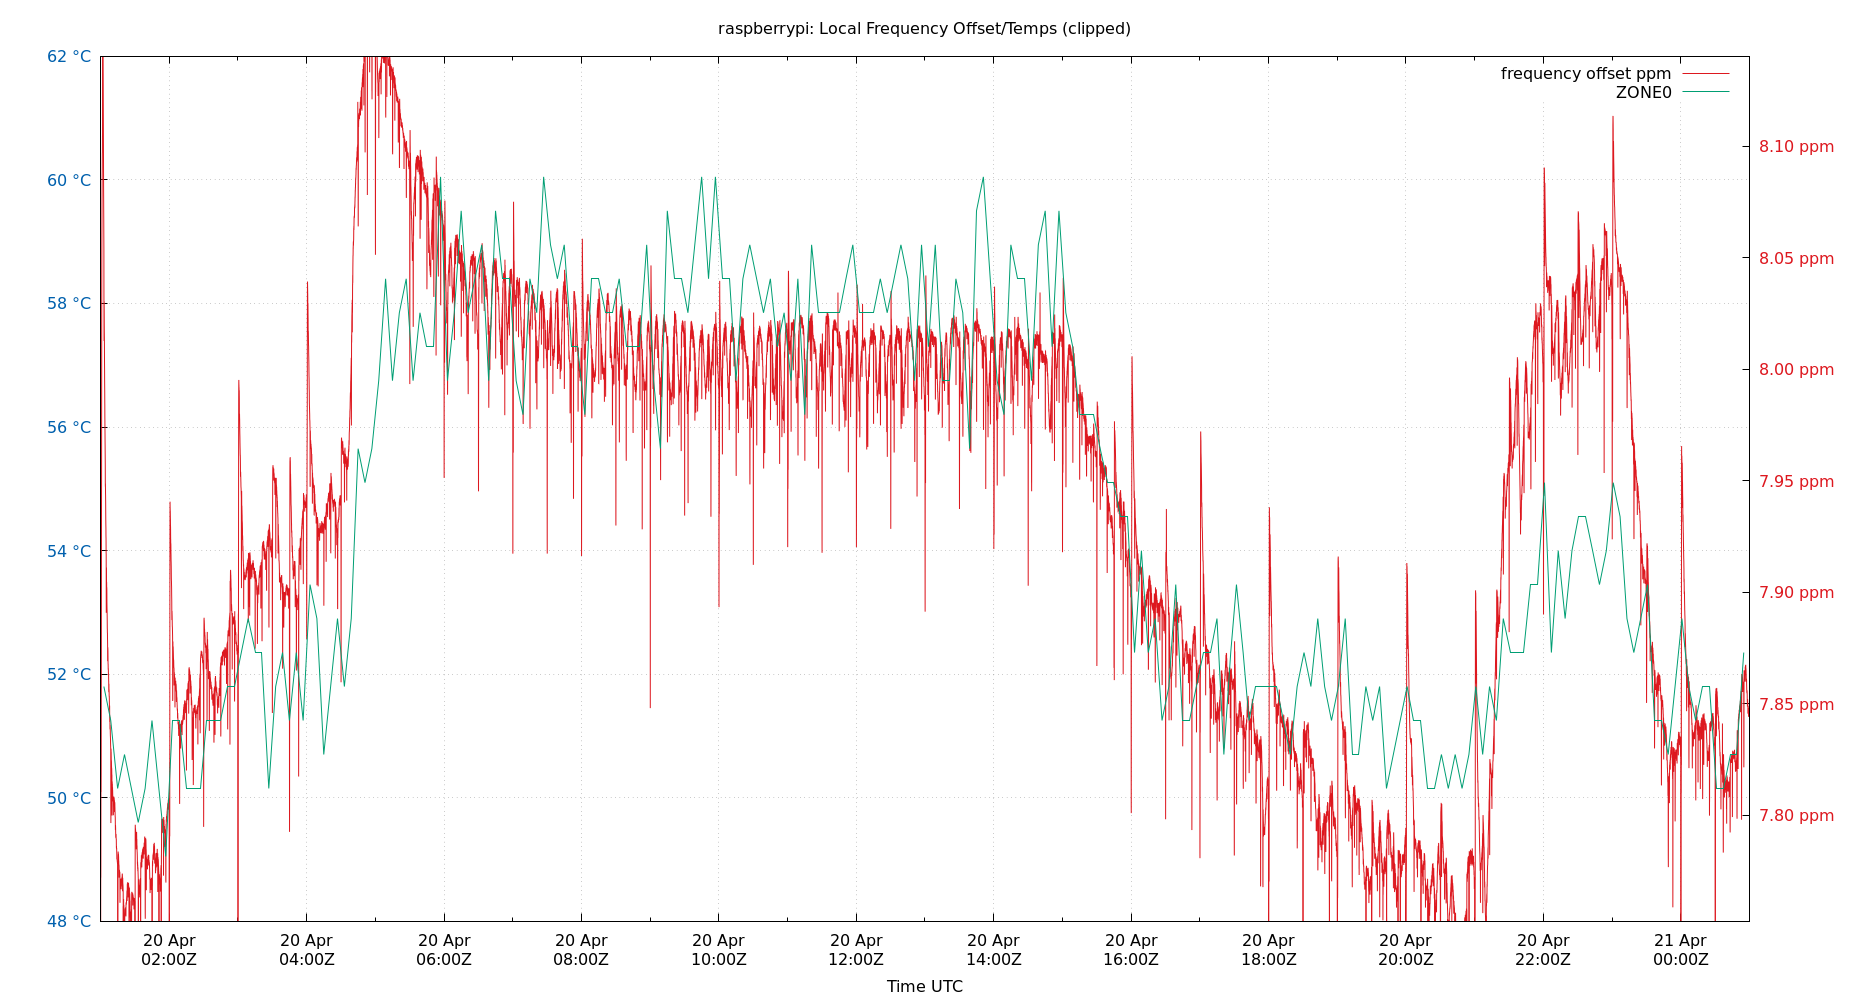 raspberrypi: Local Frequency Offset/Temps (clipped)
frequency offset ppm
ZONE0
62 °C
60 °C
58 °C
56 °C
54 °C
52 °C
50 °C
48 °C
8.10 ppm
8.05 ppm
8.00 ppm
7.95 ppm
7.90 ppm
7.85 ppm
7.80 ppm
20 Apr 20 Apr 20 Apr 20 Apr 20 Apr 20 Apr 20 Apr 20 Apr 20 Apr 20 Apr 20 Apr 21 Apr
02:00Z 04:00Z 06:00Z 08:00Z 10:00Z 12:00Z 14:00Z 16:00Z 18:00Z 20:00Z 22:00Z 00:00Z
Time UTC